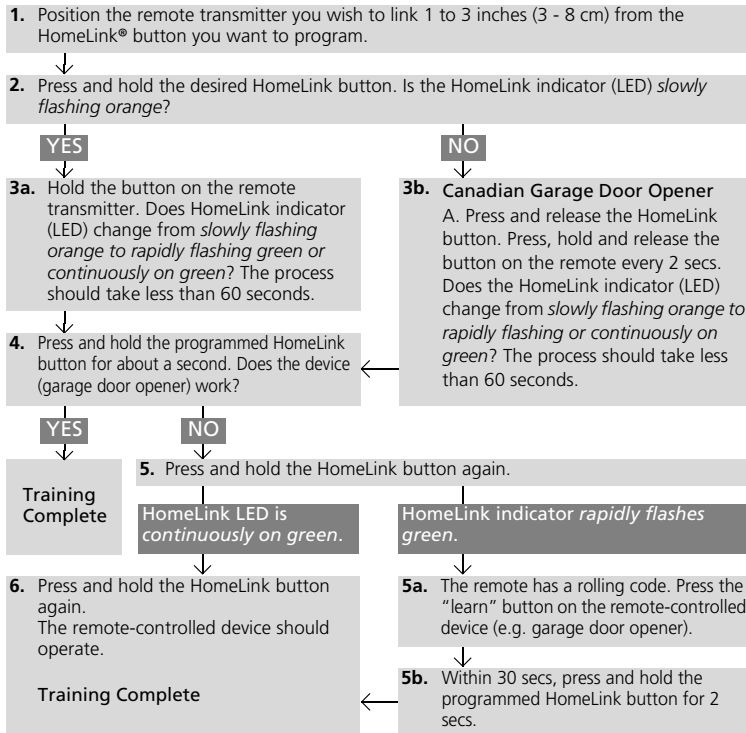 1. Position the remote transmitter you wish to link 1 to 3 inches (3 - 8 cm) from the
HomeLink® button you want to program.
2. Press and hold the desired HomeLink button. Is the HomeLink indicator (LED) slowly
flashing orange?
YES
NO
3a. Hold the button on the remote
transmitter. Does HomeLink indicator
(LED) change from slowly flashing
orange to rapidly flashing green or
continuously on green? The process
should take less than 60 seconds.
3b. Canadian Garage Door Opener
A. Press and release the HomeLink
button. Press, hold and release the
button on the remote every 2 secs.
Does the HomeLink indicator (LED)
change from slowly flashing orange to
rapidly flashing or continuously on
green? The process should take less
than 60 seconds.
4. Press and hold the programmed HomeLink
button for about a second. Does the device
(garage door opener) work?
YES
NO
Training
Complete
5. Press and hold the HomeLink button again.
HomeLink LED is
continuously on green.
HomeLink indicator rapidly flashes
green.
6. Press and hold the HomeLink button
again.
The remote-controlled device should
operate.
Training Complete
5a. The remote has a rolling code. Press the
"learn" button on the remote-controlled
device (e.g. garage door opener).
5b. Within 30 secs, press and hold the
programmed HomeLink button for 2
secs.